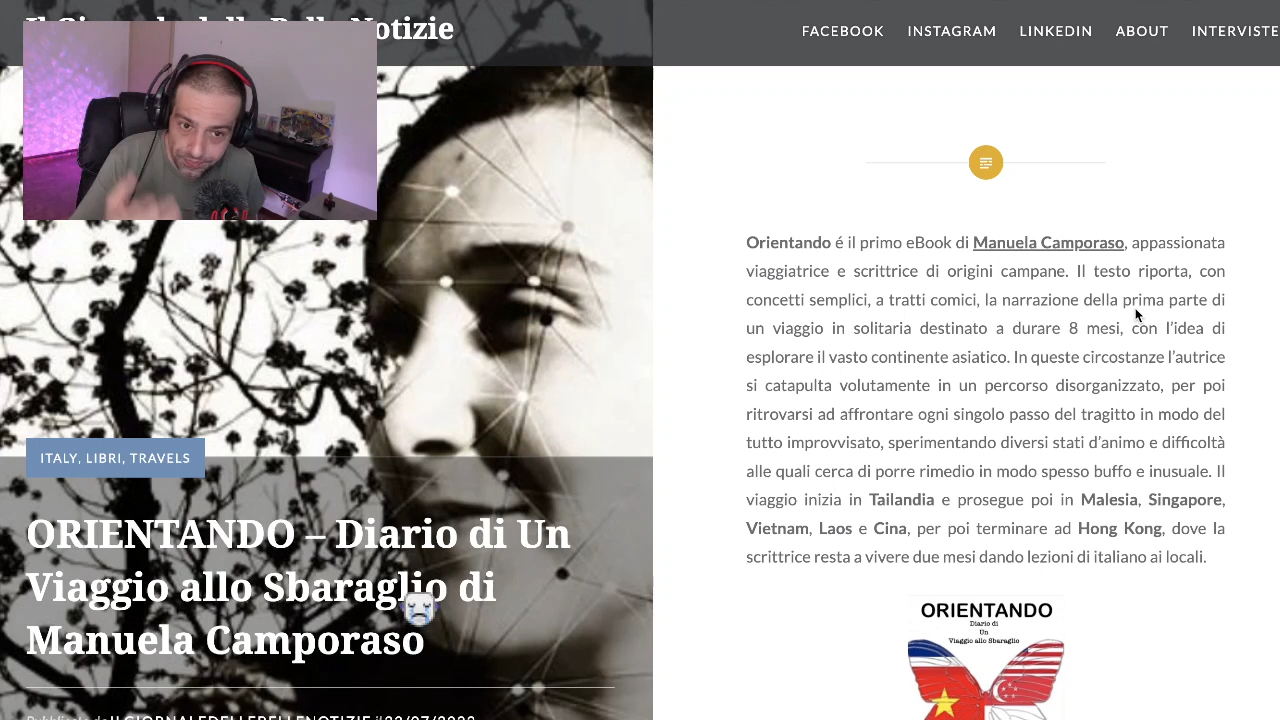 otizie
FACEBOOK INSTAGRAM LINKEDIN ABOUT INTERVISTE
Orientando é il primo eBook di Manuela Camporaso, appassionata
viaggiatrice e scrittrice di origini campane. Il testo riporta, con
concetti semplici, a tratti comici, la narrazione della prima parte di
un viaggio in solitaria destinato a durare 8 mesi, con l’idea di
esplorare il vasto continente asiatico. In queste circostanze l’autrice
si catapulta volutamente in un percorso disorganizzato, per poi
ritrovarsi ad affrontare ogni singolo passo del tragitto in modo del
tutto improvvisato, sperimentando diversi stati d’animo e difficoltà
alle quali cerca di porre rimedio in modo spesso buffo e inusuale. Il
viaggio inizia in Tailandia e prosegue poi in Malesia, Singapore,
Vietnam, Laos e Cina, per poi terminare ad Hong Kong, dove la
scrittrice resta a vivere due mesi dando lezioni di italiano ai locali.
ITALY, LIBRI, TRAVELS
ORIENTANDO – Diario di Un
Viaggio allo Sbaraglio di
Manuela Camporaso
ORIENTANDO
Diario di
Un
Viaggio allo Sbaraglio